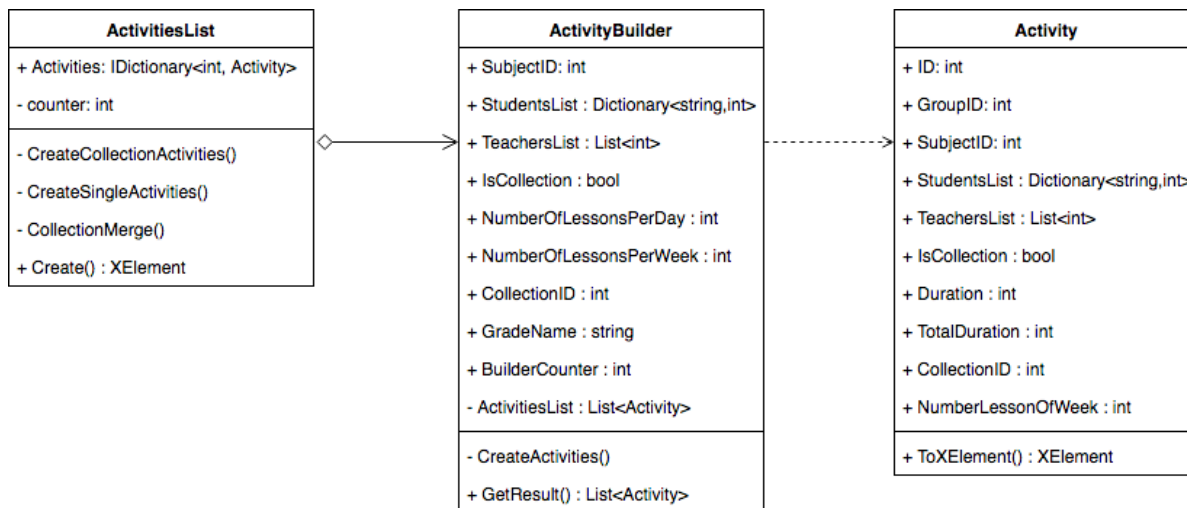 ActivitiesList
+ Activities: IDictionary<int, Activity>
- counter: int
- CreateCollectionActivities()
- CreateSingleActivities()
- CollectionMerge()
+ Create() : XElement
ActivityBuilder
+ SubjectID: int
+ StudentsList : Dictionary<string,int>
+ TeachersList : List<int>
+ IsCollection : bool
+ NumberOfLessonsPerDay : int
+ NumberOfLessonsPerWeek : int
+ CollectionID : int
+ GradeName : string
+ BuilderCounter : int
- ActivitiesList : List<Activity>
- CreateActivities()
+ GetResult() : List<Activity>
Activity
+ ID: int
+ GroupID: int
+ SubjectID: int
+ StudentsList : Dictionary<string,int>
+ TeachersList : List<int>
+ IsCollection : bool
+ Duration : int
+ TotalDuration : int
+ CollectionID : int
+ NumberLessonOfWeek : int
+ ToXElement() : XElement